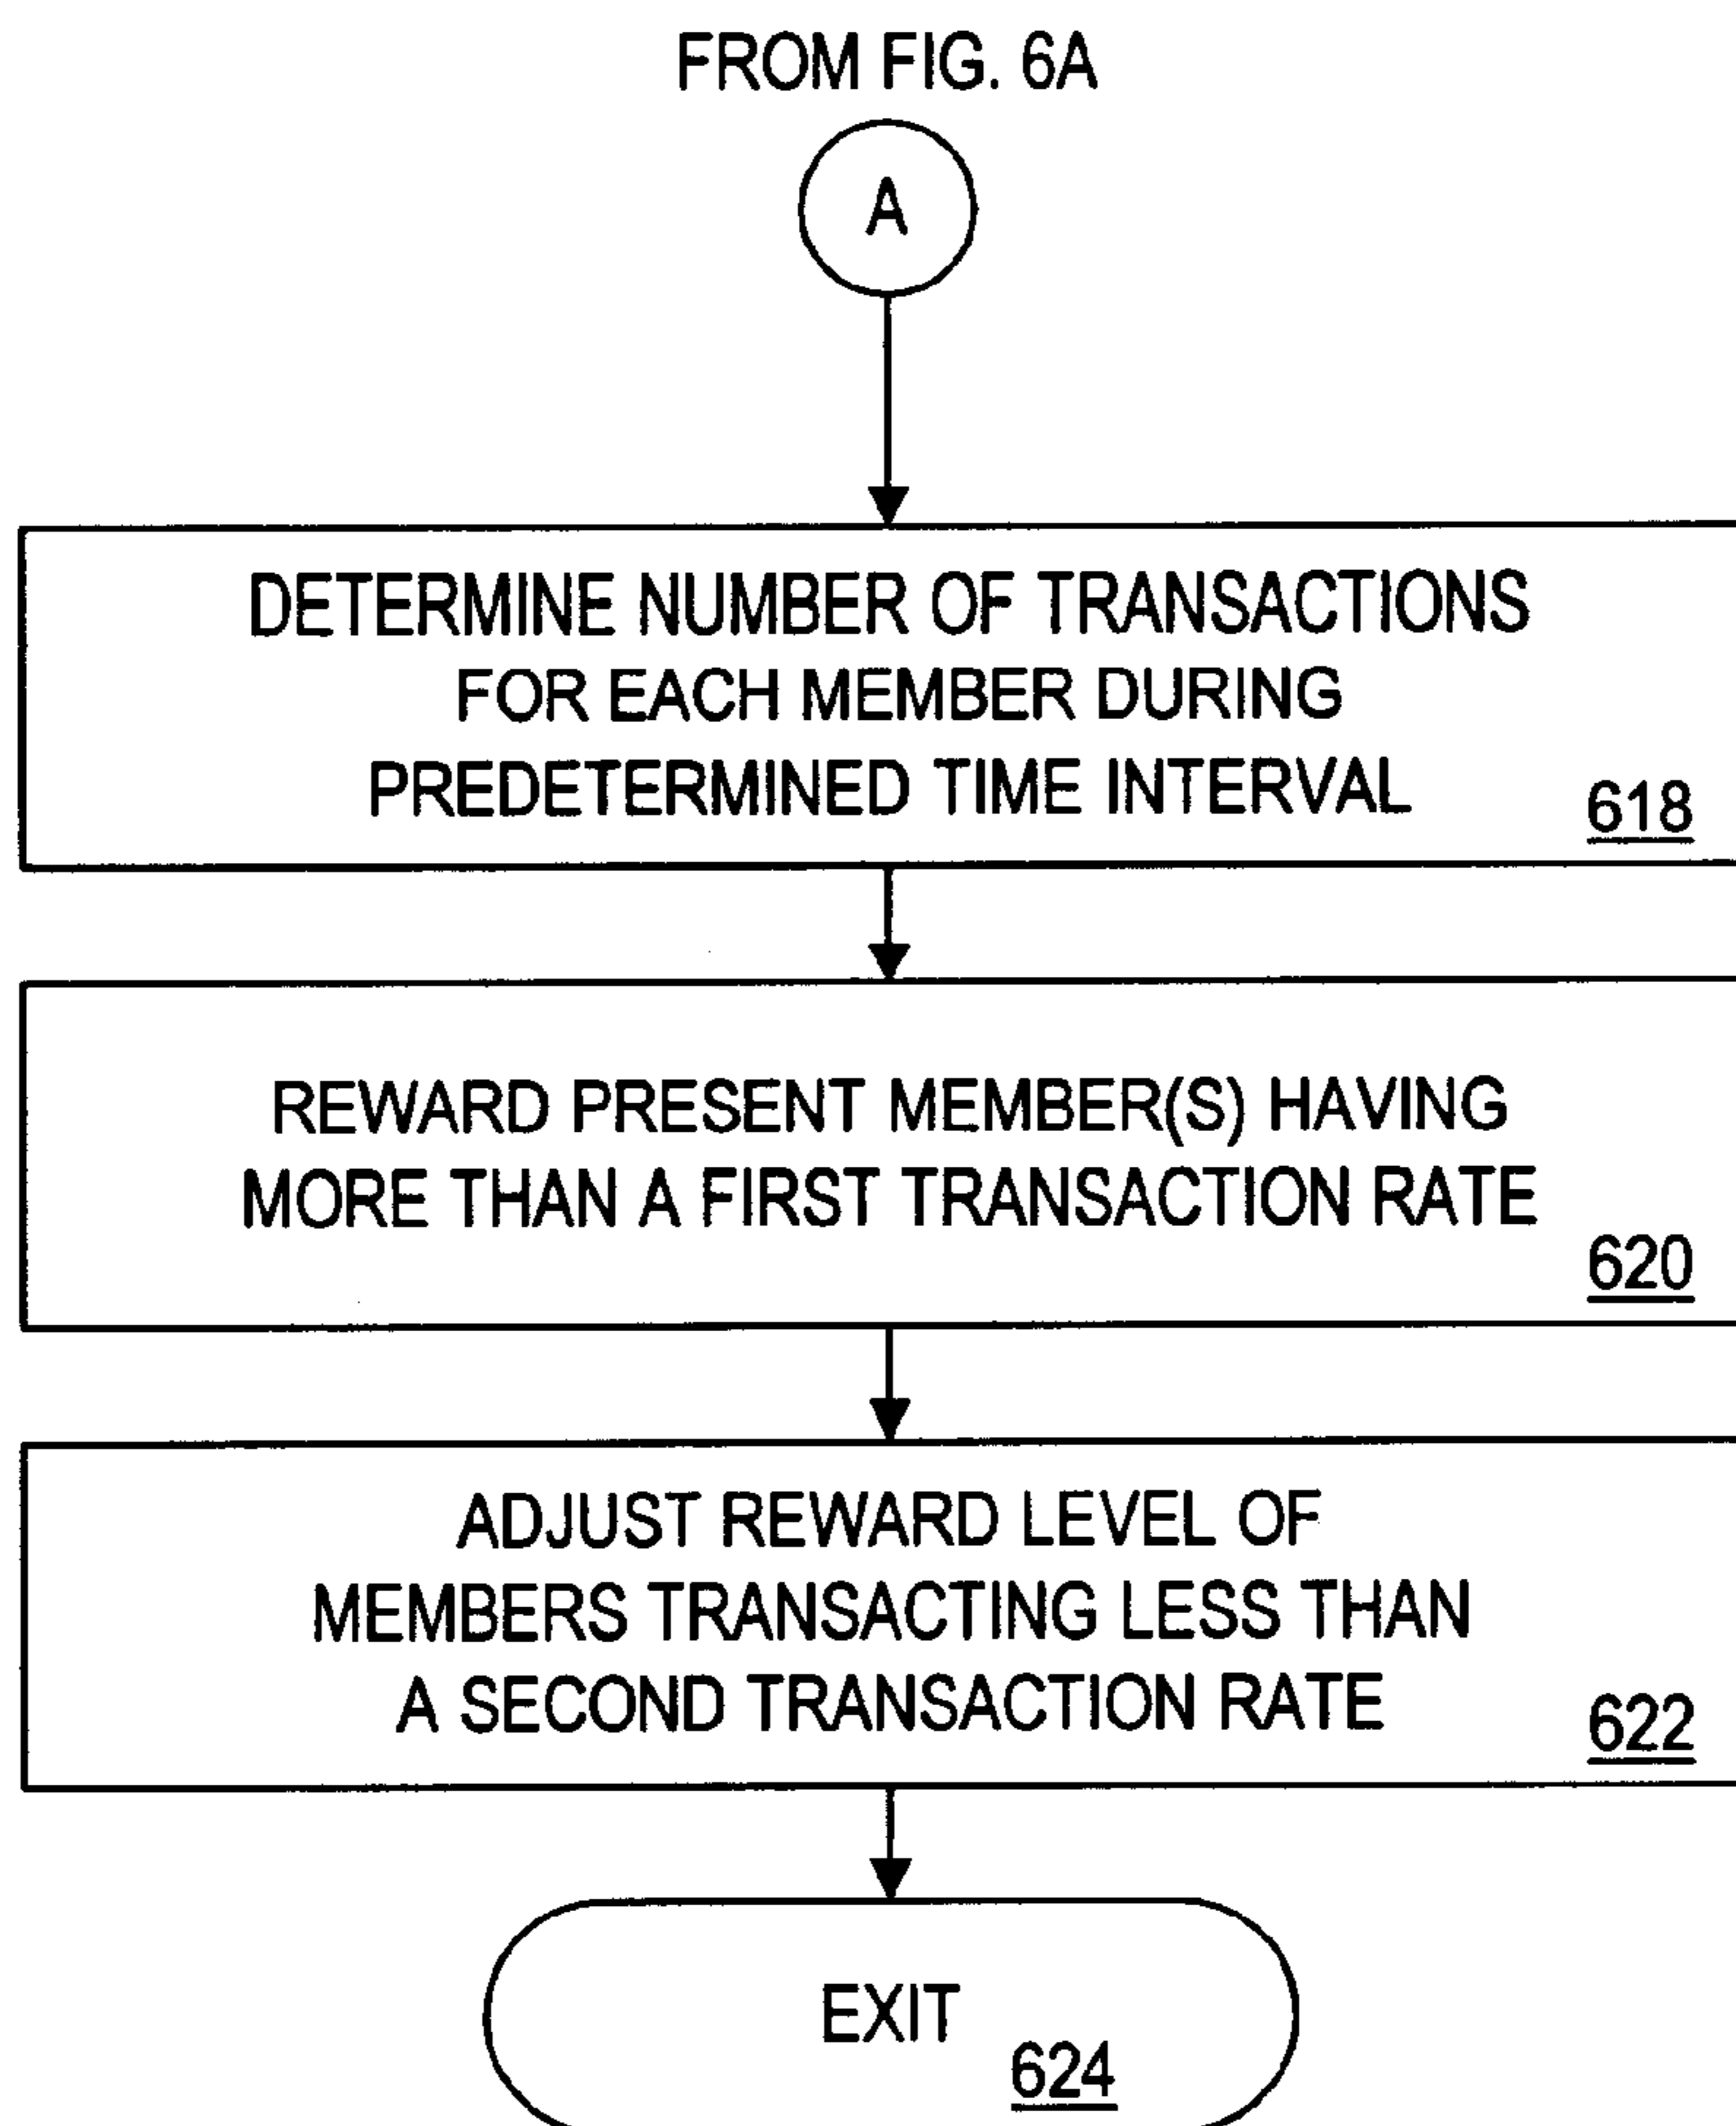 FROM FIG. 6A
A
DETERMINE NUMBER OF TRANSACTIONS
FOR EACH MEMBER DURING
PREDETERMINED TIME INTERVAL
618
REWARD PRESENT MEMBER(S) HAVING
MORE THAN A FIRST TRANSACTION RATE
620
ADJUST REWARD LEVEL OF
MEMBERS TRANSACTING LESS THAN
A SECOND TRANSACTION RATE
622
EXIT
624